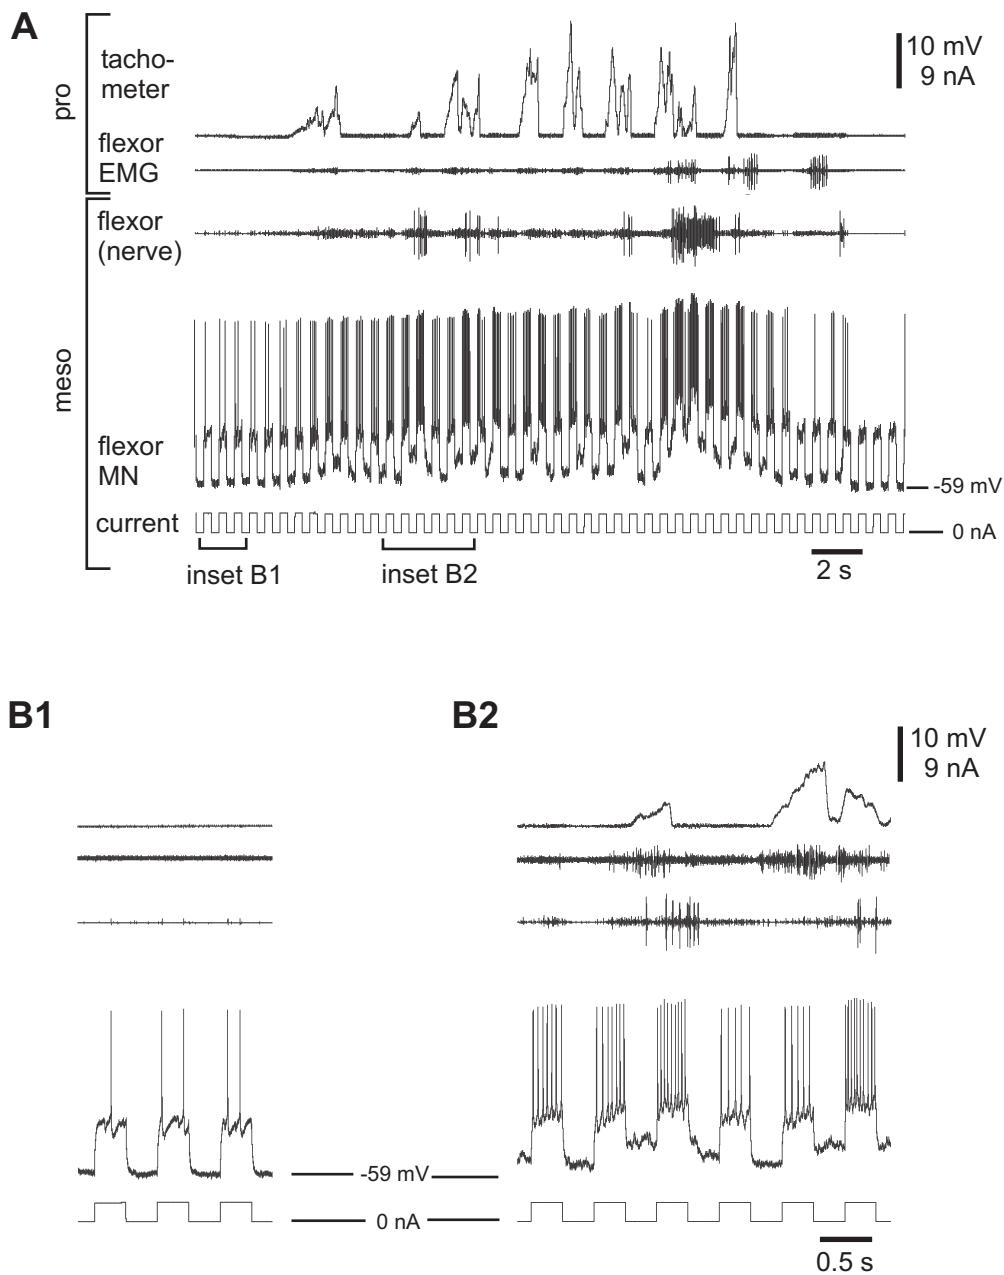 A
pro
tacho-
meter
10 mV
9 nA
flexor
EMG
meso
flexor
(nerve)
flexor
MN
-59 mV
current
0 nA
inset B1
inset B2
2 s
B1
B2
10 mV
9 nA
-59 mV
0 nA
0.5 s